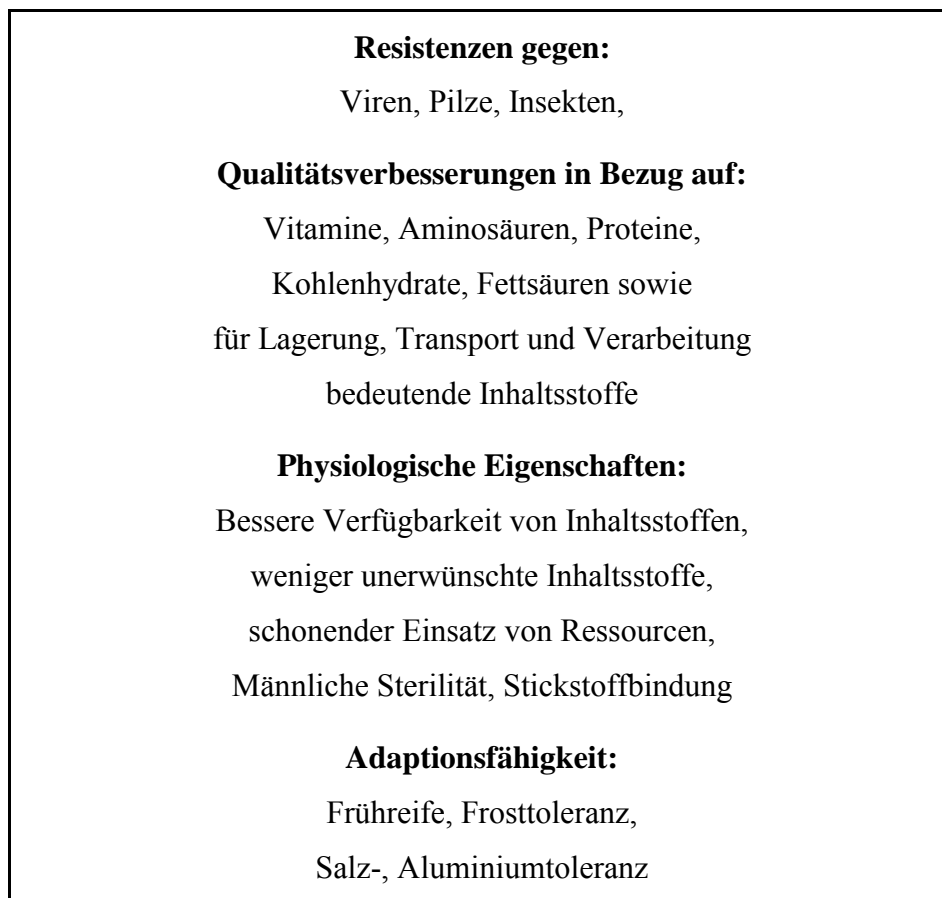 Resistenzen gegen:
Viren, Pilze, Insekten,
Qualitätsverbesserungen in Bezug auf:
Vitamine, Aminosäuren, Proteine,
Kohlenhydrate, Fettsäuren sowie
für Lagerung, Transport und Verarbeitung
bedeutende Inhaltsstoffe
Physiologische Eigenschaften:
Bessere Verfügbarkeit von Inhaltsstoffen,
weniger unerwünschte Inhaltsstoffe,
schonender Einsatz von Ressourcen,
Männliche Sterilität, Stickstoffbindung
Adaptionsfähigkeit:
Frühreife, Frosttoleranz,
Salz-, Aluminiumtoleranz